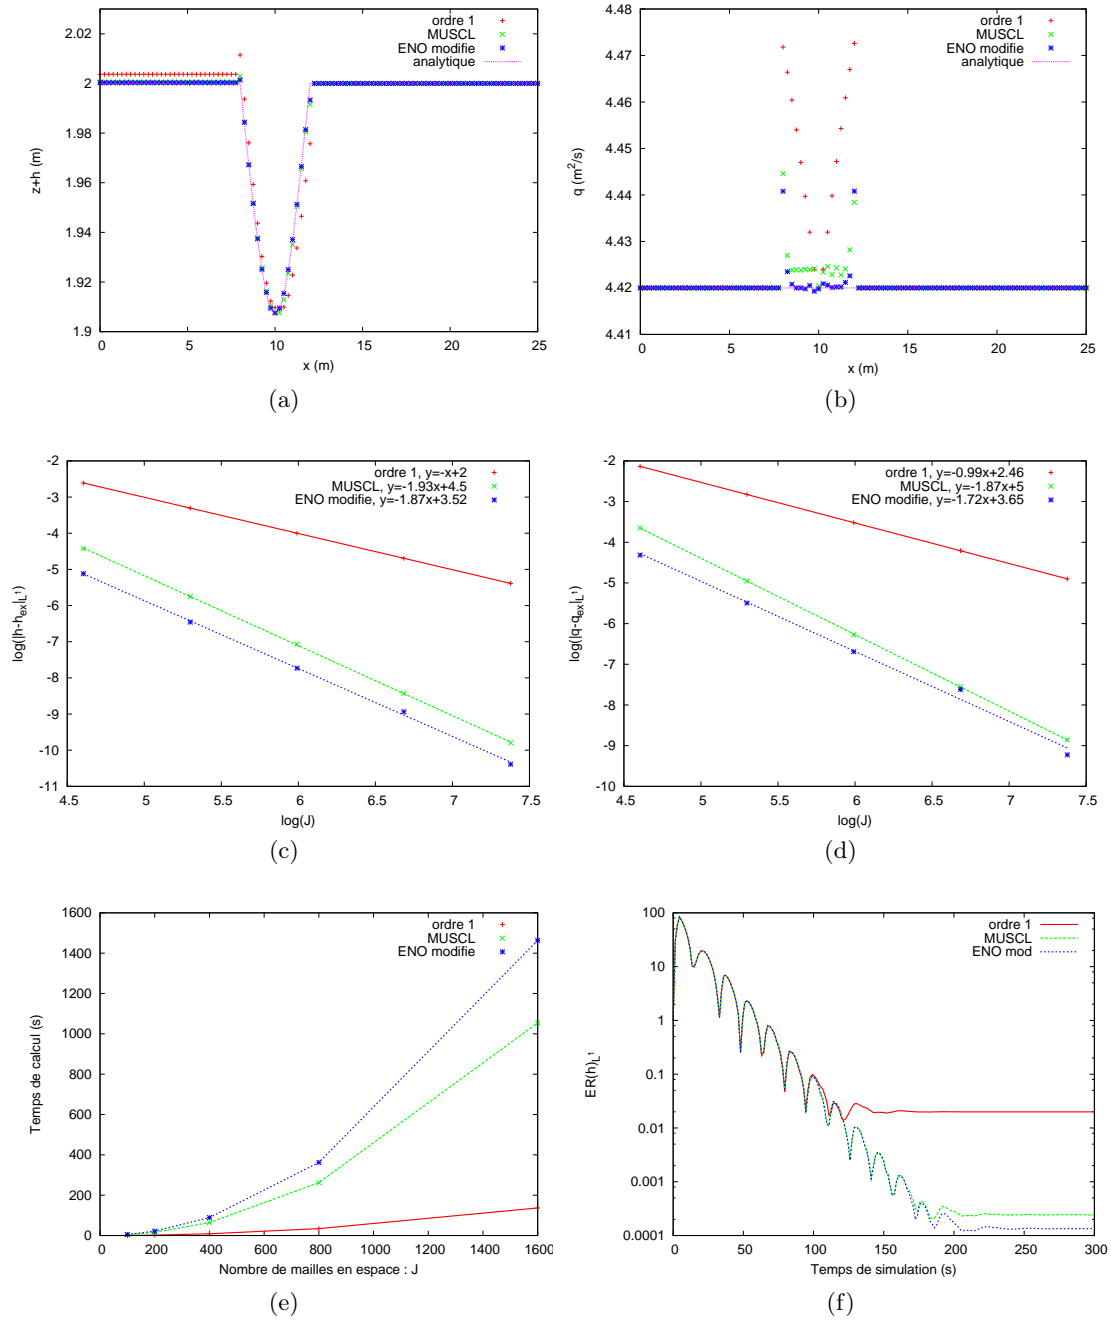 ordre 1
MUSCL
ENO modifie
analytique
2.02
2
1.98
1.96
1.94
1.92
1.9
z+h (m)
0 5 10 15 20 25
x (m)
(a)
ordre 1
MUSCL
ENO modifie
analytique
4.48
4.47
4.46
4.45
4.44
4.43
4.42
4.41
q (m²/s)
0 5 10 15 20 25
x (m)
(b)
ordre 1, y=-x+2
MUSCL, y=-1.93x+4.5
ENO modifie, y=-1.87x+3.52
-2
-3
-4
-5
-6
-7
-8
-9
-10
-11
log(|h-h_ex|_L¹)
4.5 5 5.5 6 6.5 7 7.5
log(J)
(c)
ordre 1, y=-0.99x+2.46
MUSCL, y=-1.87x+5
ENO modifie, y=-1.72x+3.65
-2
-3
-4
-5
-6
-7
-8
-9
-10
log(|q-q_ex|_L¹)
4.5 5 5.5 6 6.5 7 7.5
log(J)
(d)
ordre 1
MUSCL
ENO modifie
1600
1400
1200
1000
800
600
400
200
0
Temps de calcul (s)
0 200 400 600 800 1000 1200 1400 1600
Nombre de mailles en espace : J
(e)
ordre 1
MUSCL
ENO mod
100
10
1
0.1
0.01
0.001
0.0001
ER(h)_L¹
0 50 100 150 200 250 300
Temps de simulation (s)
(f)